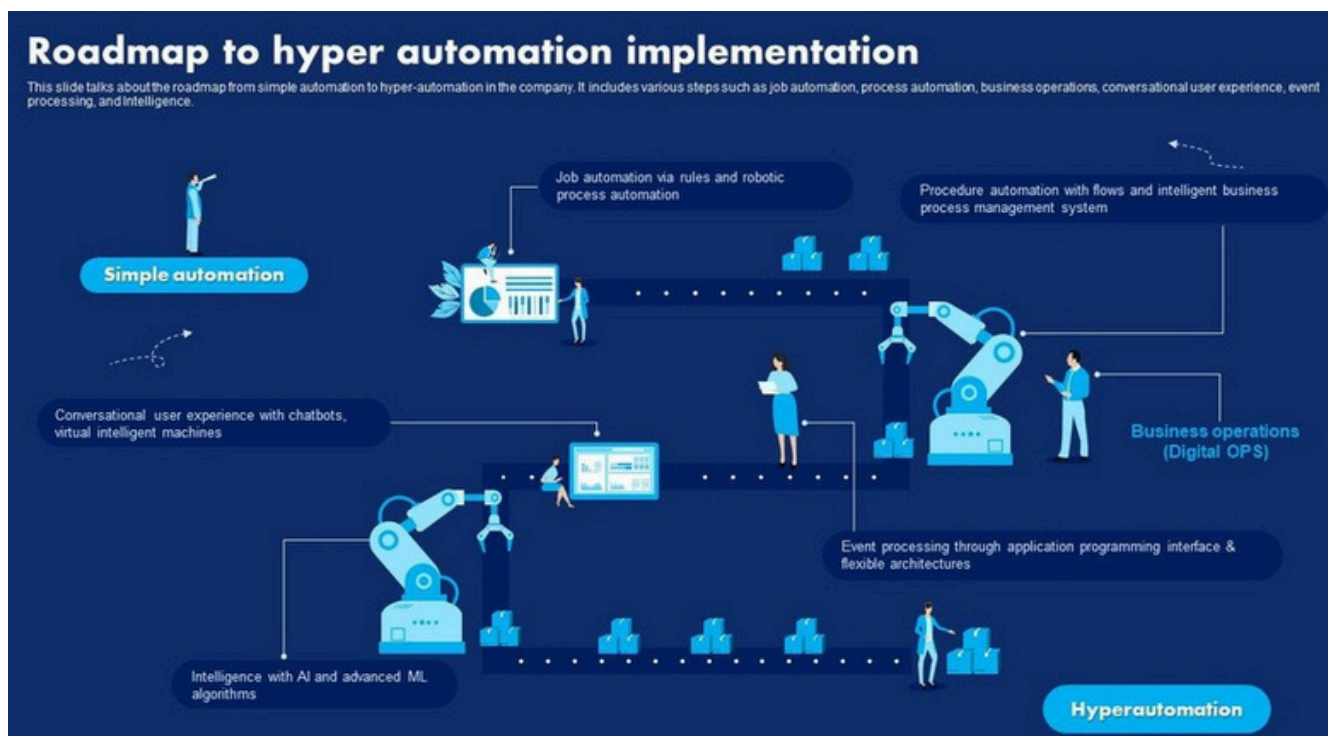 Roadmap to hyper automation implementation
This slide talks about the roadmap from simple automation to hyper-automation in the company. It includes various steps such as job automation, process automation, business operations, conversational user experience, event
processing, and Intelligence.
Simple automation
Job automation via rules and robotic
process automation
Procedure automation with flows and intelligent business
process management system
Business operations
(Digital OPS)
Conversational user experience with chatbots,
virtual intelligent machines
Event processing through application programming interface &
flexible architectures
Intelligence with AI and advanced ML
algorithms
Hyperautomation